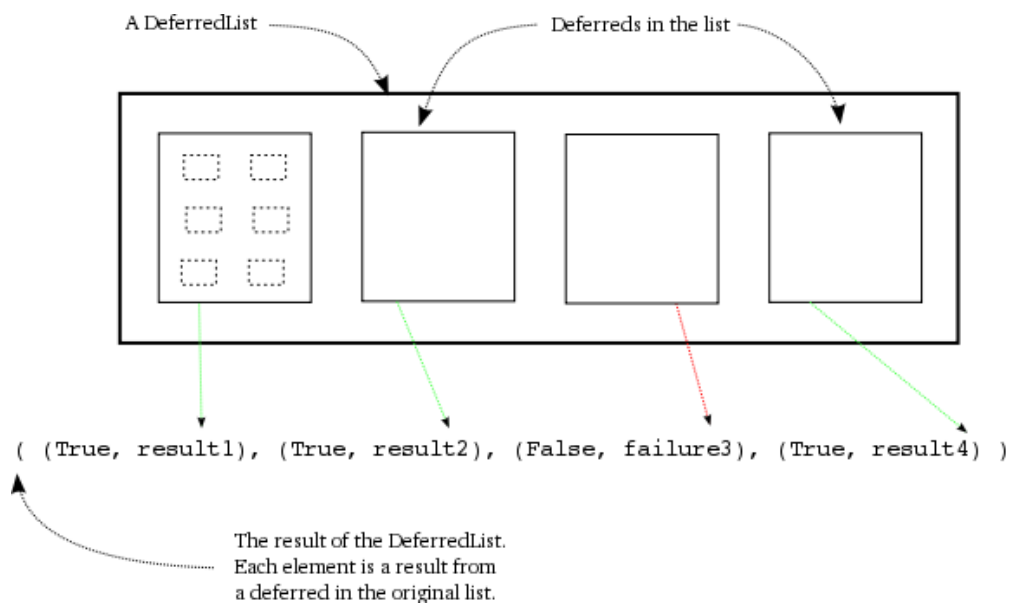 A DeferredList
Deferreds in the list
( (True, result1), (True, result2), (False, failure3), (True, result4) )
The result of the DeferredList.
Each element is a result from
a deferred in the original list.